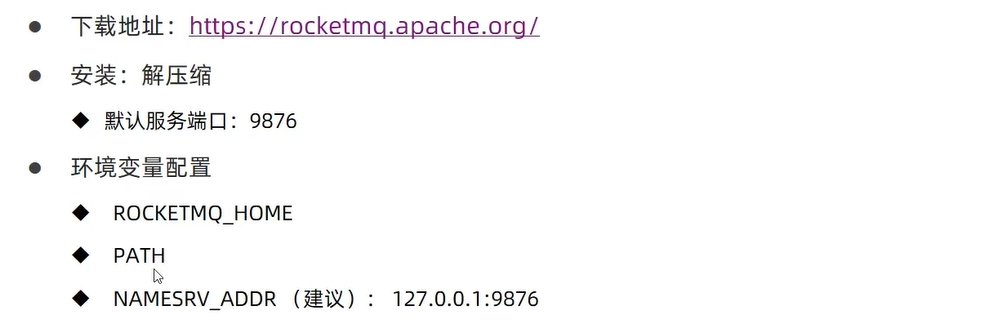 ● 下载地址：https://rocketmq.apache.org/
● 安装：解压缩
◆ 默认服务端口：9876
● 环境变量配置
◆ ROCKETMQ_HOME
◆ PATH
◆ NAMESRV_ADDR （建议）： 127.0.0.1:9876